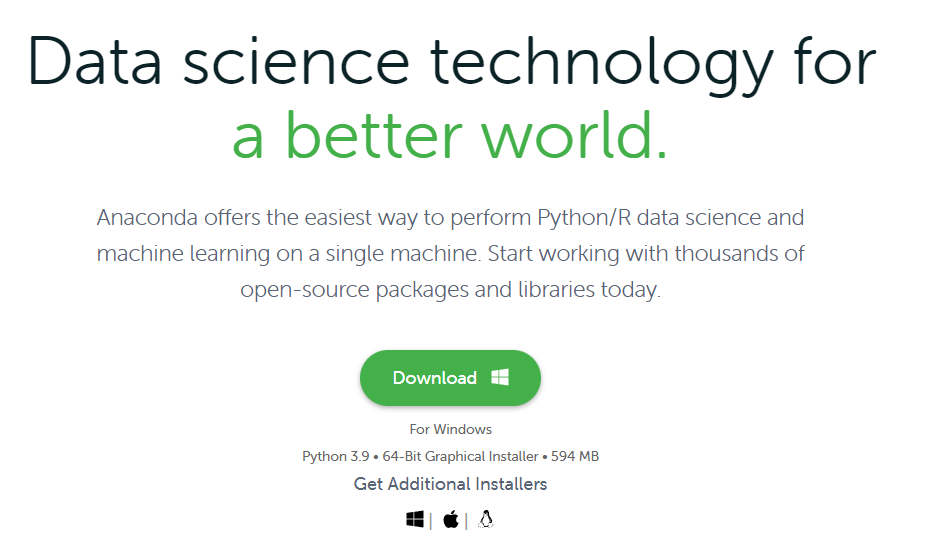 Data science technology for
a better world.
Anaconda offers the easiest way to perform Python/R data science and
machine learning on a single machine. Start working with thousands of
open-source packages and libraries today.
Download
For Windows
Python 3.9 • 64-Bit Graphical Installer • 594 MB
Get Additional Installers
| |